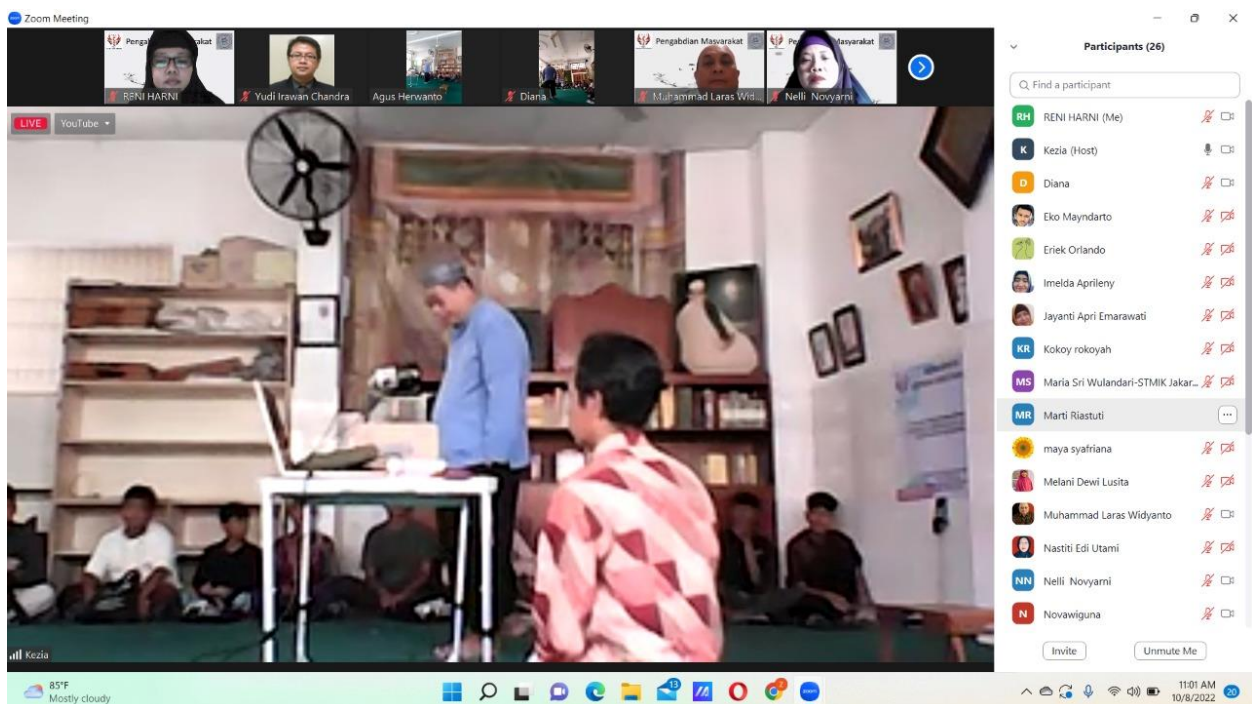 Zoom Meeting
Pengabdian Masyarakat
RENI HARNI
Yudi Irawan Chandra
Agus Herwanto
Diana
Muhammad Laras Wid...
Nelli Novyarni
LIVE
YouTube
Kezia
Participants (26)
Find a participant
RH RENI HARNI (Me)
K Kezia (Host)
D Diana
Eko Mayndarto
Eriek Orlando
Imelda Aprileny
Jayanti Apri Emarawati
KR Kokoy rokoyah
MS Maria Sri Wulandari-STMIK Jakar...
MR Marti Riastuti
maya syafriana
Melani Dewi Lusita
Muhammad Laras Widyanto
Nastiti Edi Utami
NN Nelli Novyarni
N Novawiguna
Invite
Unmute Me
85°F
Mostly cloudy
13
2
11:01 AM
10/8/2022
20